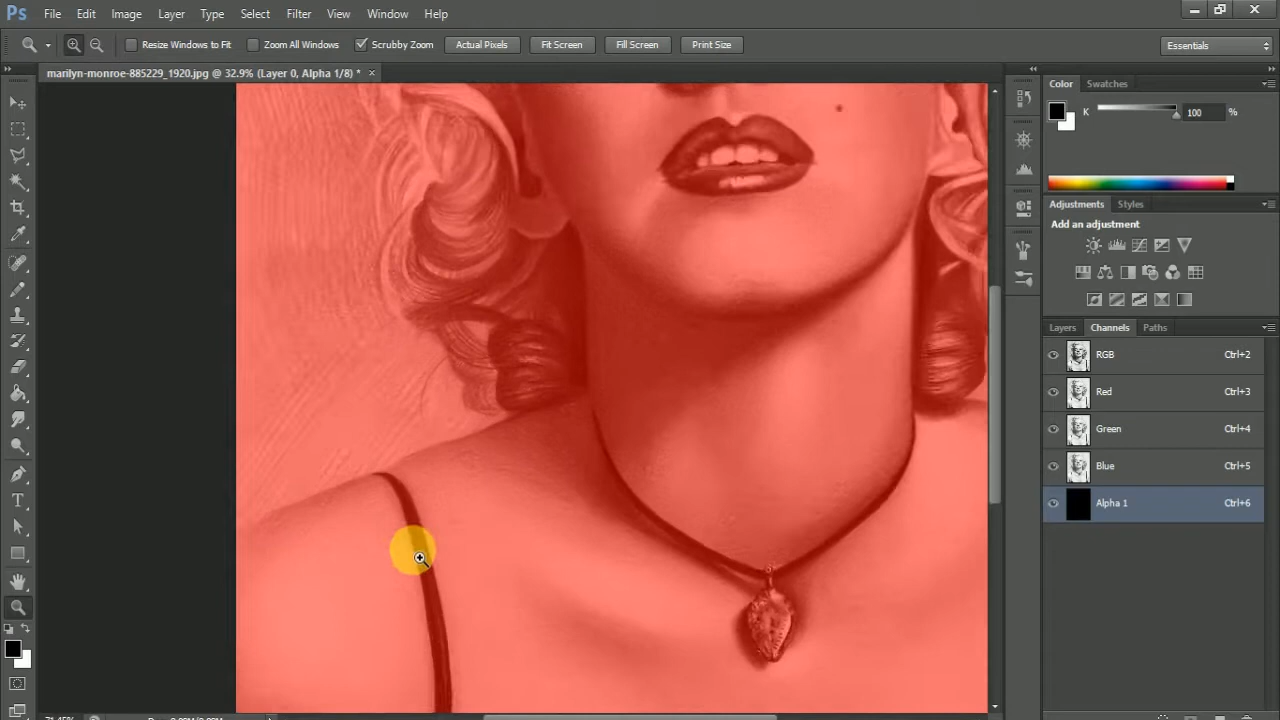 Ps File Edit Image Layer Type Select Filter View Window Help
Resize Windows to Fit Zoom All Windows Scrubby Zoom Actual Pixels Fit Screen Fill Screen Print Size Essentials
marilyn-monroe-885229_1920.jpg @ 32.9% (Layer 0, Alpha 1/8) * ×
Color Swatches
K 100 %
Adjustments Styles
Add an adjustment
Layers Channels Paths
RGB Ctrl+2
Red Ctrl+3
Green Ctrl+4
Blue Ctrl+5
Alpha 1 Ctrl+6